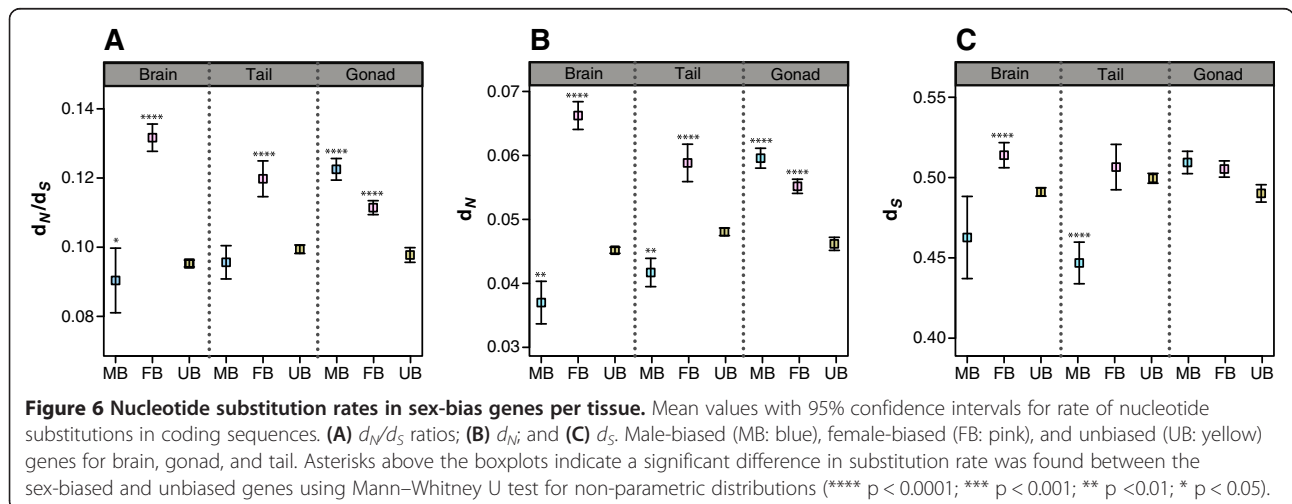 A
Brain Tail Gonad
dN/dS
0.14
0.12
0.10
0.08
****
*
****
****
****
MB FB UB MB FB UB MB FB UB
B
Brain Tail Gonad
dN
0.07
0.06
0.05
0.04
0.03
****
**
****
**
****
****
MB FB UB MB FB UB MB FB UB
C
Brain Tail Gonad
dS
0.55
0.50
0.45
0.40
****
****
MB FB UB MB FB UB MB FB UB
Figure 6 Nucleotide substitution rates in sex-bias genes per tissue. Mean values with 95% confidence intervals for rate of nucleotide
substitutions in coding sequences. (A) dN/dS ratios; (B) dN; and (C) dS. Male-biased (MB: blue), female-biased (FB: pink), and unbiased (UB: yellow)
genes for brain, gonad, and tail. Asterisks above the boxplots indicate a significant difference in substitution rate was found between the
sex-biased and unbiased genes using Mann–Whitney U test for non-parametric distributions (**** p < 0.0001; *** p < 0.001; ** p <0.01; * p < 0.05).